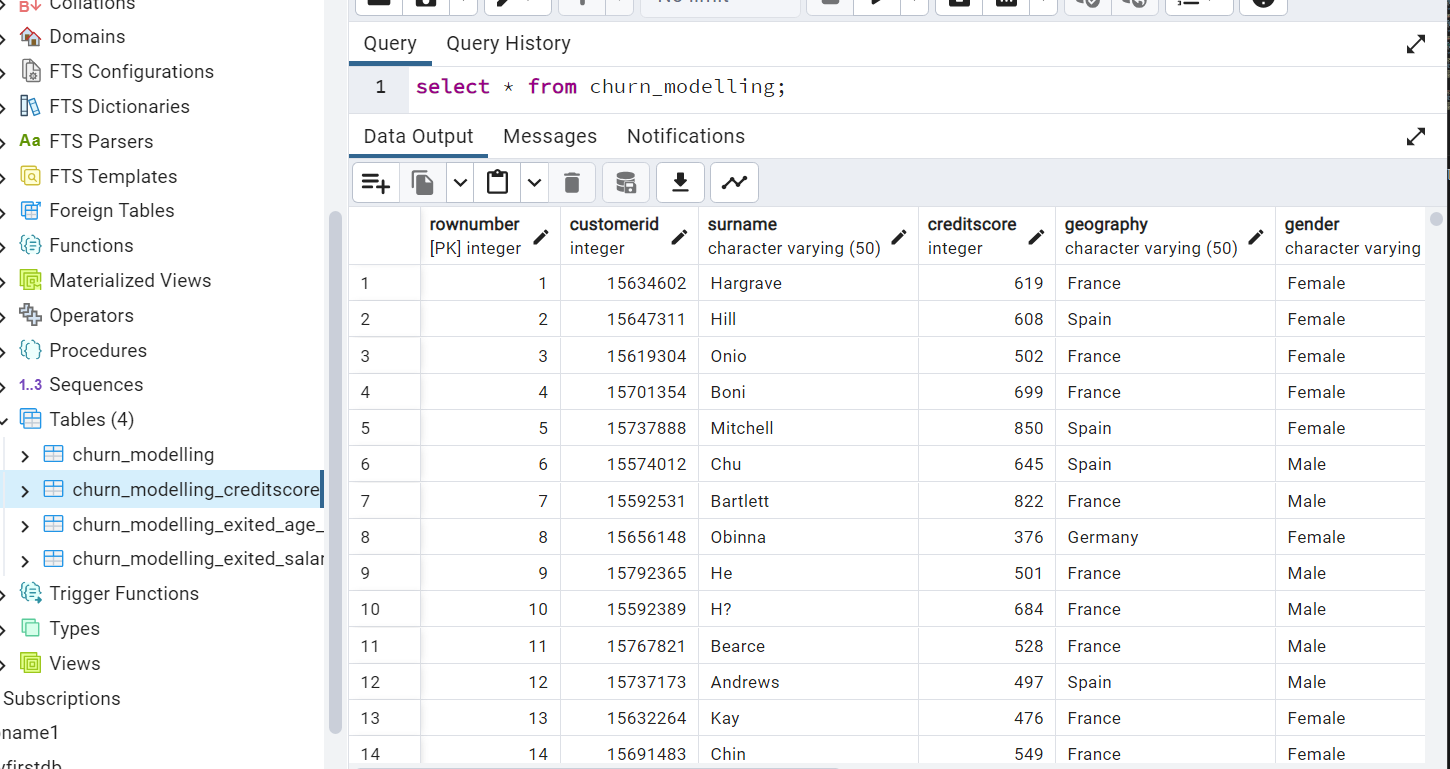 Collations
Domains
FTS Configurations
FTS Dictionaries
Aa FTS Parsers
FTS Templates
Foreign Tables
Functions
Materialized Views
Operators
Procedures
1..3 Sequences
Tables (4)
churn_modelling
churn_modelling_creditscore
churn_modelling_exited_age_
churn_modelling_exited_salar
Trigger Functions
Types
Views
Subscriptions
name1
Query Query History
1 select * from churn_modelling;
Data Output Messages Notifications
rownumber customerid surname creditscore geography gender
[PK] integer integer character varying (50) integer character varying (50) character varying
1 1 15634602 Hargrave 619 France Female
2 2 15647311 Hill 608 Spain Female
3 3 15619304 Onio 502 France Female
4 4 15701354 Boni 699 France Female
5 5 15737888 Mitchell 850 Spain Female
6 6 15574012 Chu 645 Spain Male
7 7 15592531 Bartlett 822 France Male
8 8 15656148 Obinna 376 Germany Female
9 9 15792365 He 501 France Male
10 10 15592389 H? 684 France Male
11 11 15767821 Bearce 528 France Male
12 12 15737173 Andrews 497 Spain Male
13 13 15632264 Kay 476 France Female
14 14 15691483 Chin 549 France Female